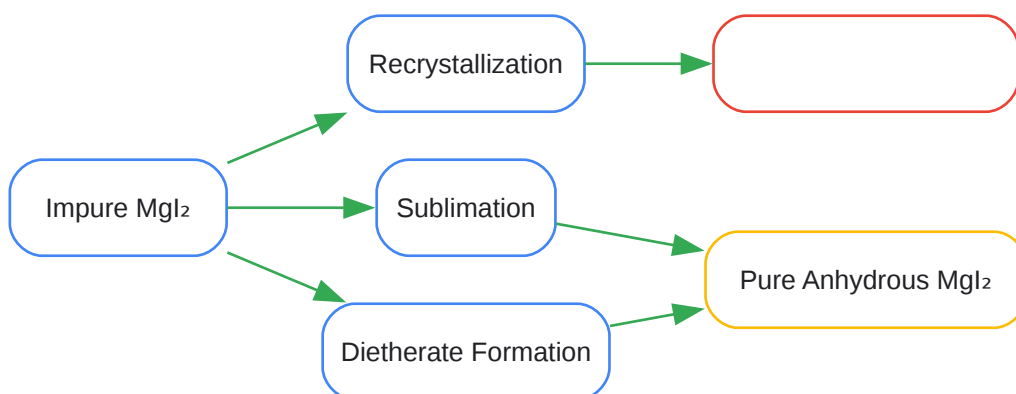 Recrystallization
Impure MgI₂
Sublimation
Pure Anhydrous MgI₂
Dietherate Formation